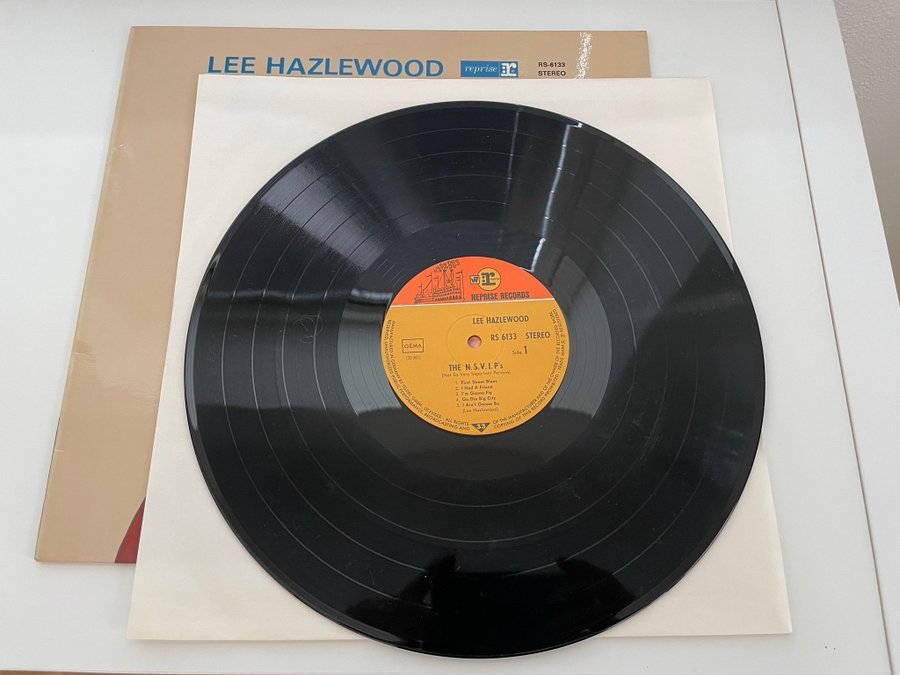 LEE HAZLEWOOD reprise R RS-6133
STEREO
REPRISE RECORDS
LEE HAZLEWOOD
RS 6133 STEREO
GEMA Side 1
THE N.S.V.I.P's
(Not So Very Important Persons)
1. First Street Blues
2. I Had A Friend
3. I'm Gonna Fly
4. Go Die Big City
5. I Ain't Gonna Be
(Lee Hazlewood)
33